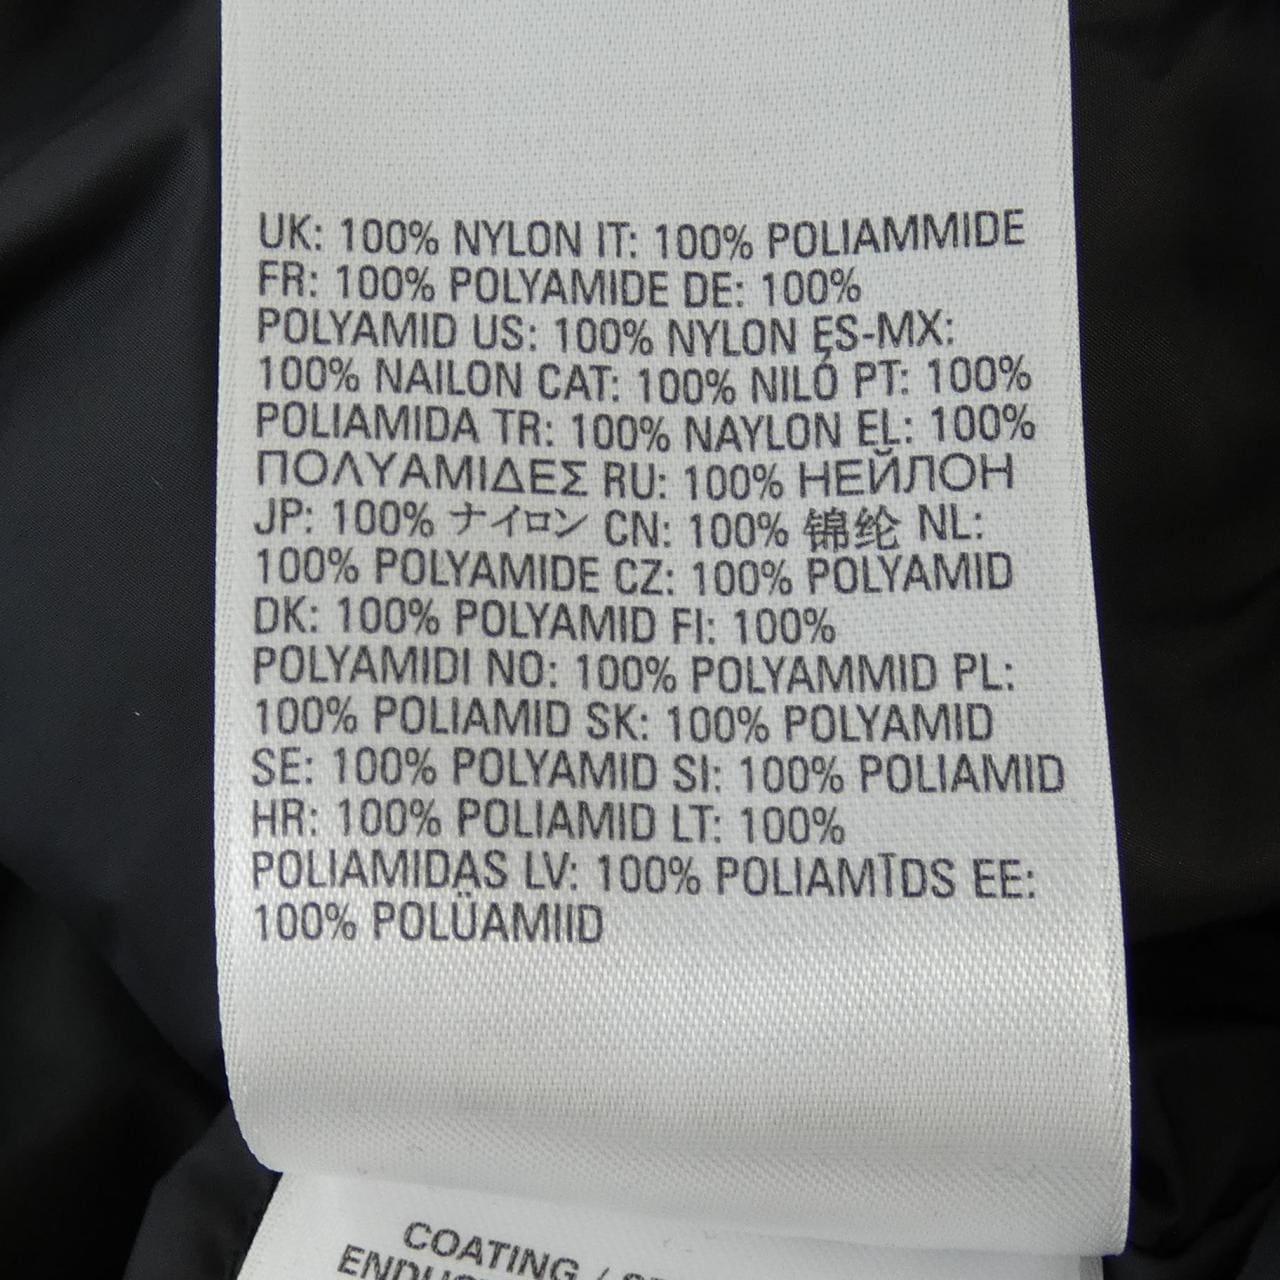 UK: 100% NYLON IT: 100% POLIAMMIDE
FR: 100% POLYAMIDE DE: 100%
POLYAMID US: 100% NYLON ES-MX:
100% NAILON CAT: 100% NILÓ PT: 100%
POLIAMIDA TR: 100% NAYLON EL: 100%
ΠΟΛΥΑΜΙΔΕΣ RU: 100% НЕЙЛОН
JP: 100% ナイロン CN: 100% 锦纶 NL:
100% POLYAMIDE CZ: 100% POLYAMID
DK: 100% POLYAMID FI: 100%
POLYAMIDI NO: 100% POLYAMMID PL:
100% POLIAMID SK: 100% POLYAMID
SE: 100% POLYAMID SI: 100% POLIAMID
HR: 100% POLIAMID LT: 100%
POLIAMIDAS LV: 100% POLIAMĪDS EE:
100% POLÜAMIID
COATING /